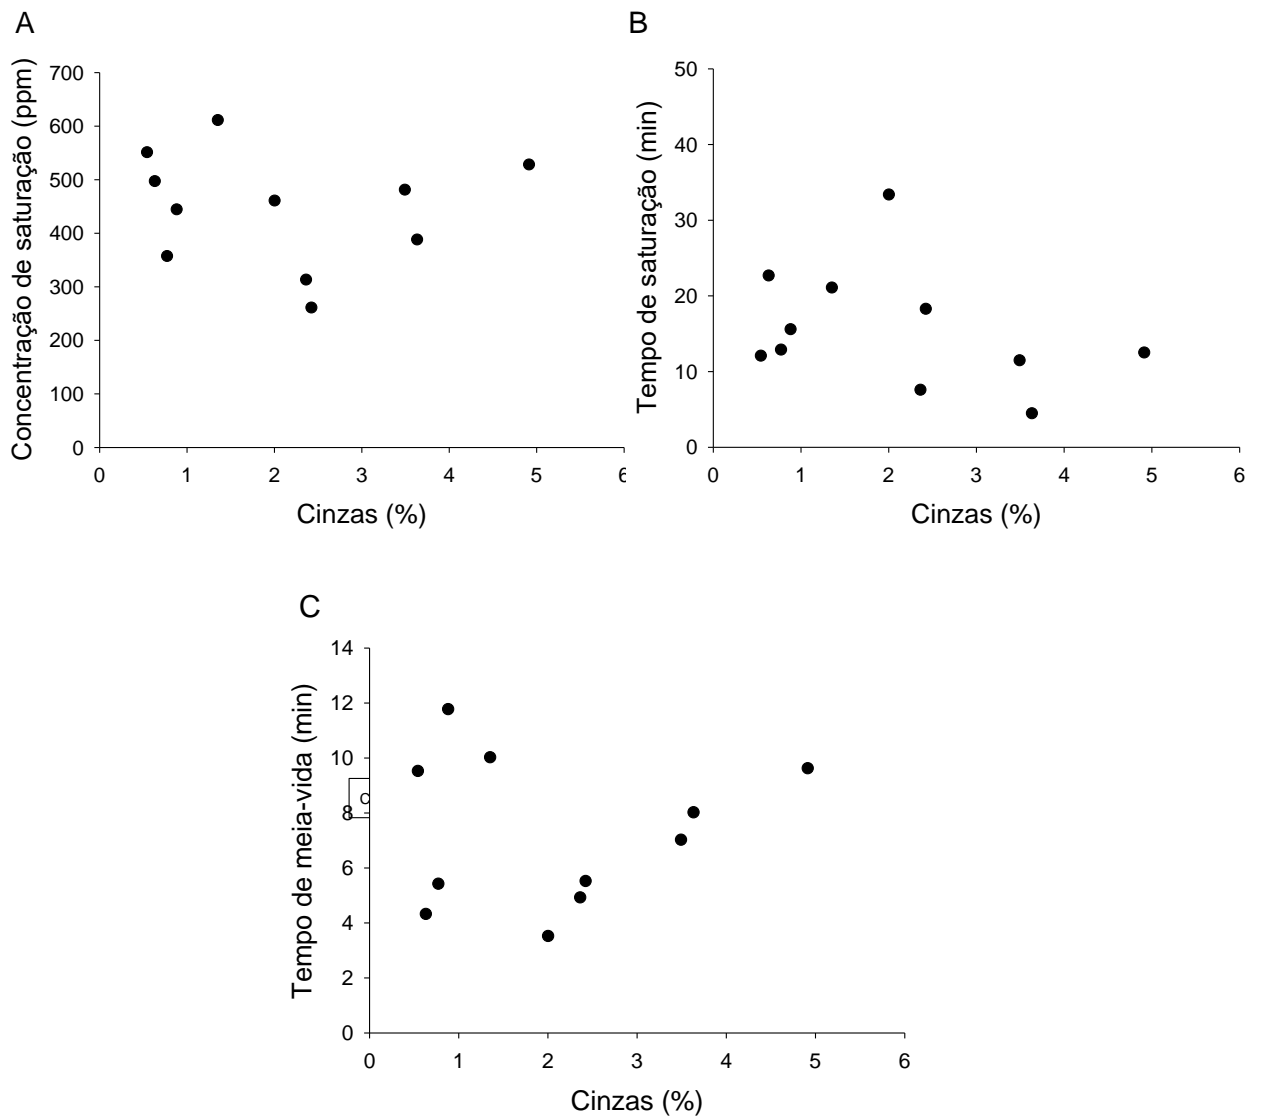 A
Concentração de saturação (ppm)
700
600
500
400
300
200
100
0
0 1 2 3 4 5 6
Cinzas (%)
B
Tempo de saturação (min)
50
40
30
20
10
0
0 1 2 3 4 5 6
Cinzas (%)
C
Tempo de meia-vida (min)
14
12
10
C
8
6
4
2
0
0 1 2 3 4 5 6
Cinzas (%)